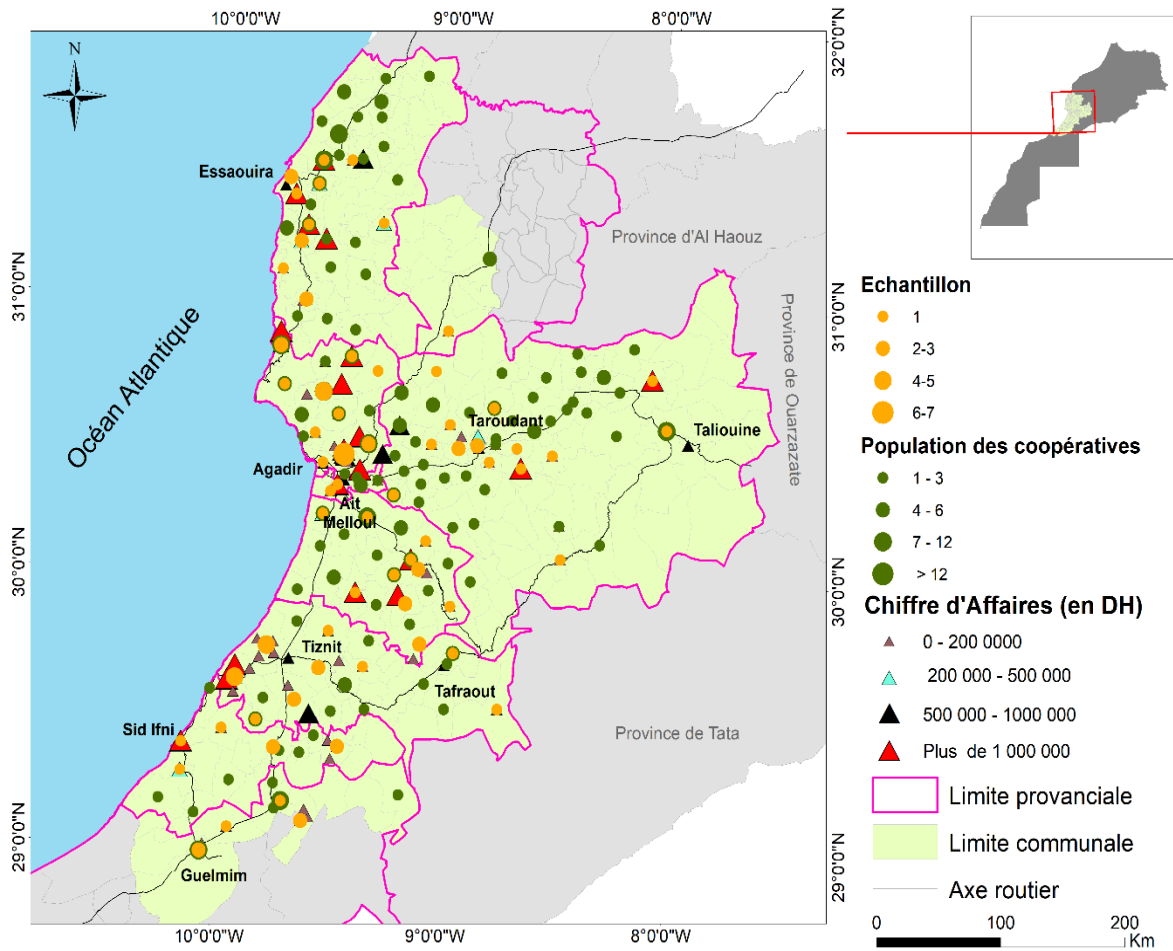 10°0'0"W
9°0'0"W
8°0'0"W
N
32°0'0"N
Essaouira
Province d'Al Haouz
31°0'0"N
31°0'0"N
Océan Atlantique
Province de Ouarzazate
Taroudant
Taliouine
Agadir
Ait
Melloul
30°0'0"N
30°0'0"N
Tiznit
Tafraout
Sid Ifni
Province de Tata
29°0'0"N
29°0'0"N
Guelmim
10°0'0"W
9°0'0"W
8°0'0"W
Echantillon
1
2-3
4-5
6-7
Population des coopératives
1 - 3
4 - 6
7 - 12
> 12
Chiffre d'Affaires (en DH)
0 - 200 0000
200 000 - 500 000
500 000 - 1000 000
Plus de 1 000 000
Limite provanciale
Limite communale
Axe routier
0 100 200
Km